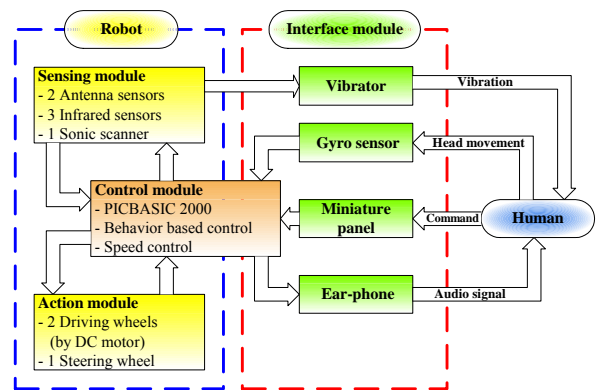 Robot
Interface module
Sensing module
- 2 Antenna sensors
- 3 Infrared sensors
- 1 Sonic scanner
Vibrator
Vibration
Gyro sensor
Head movement
Control module
- PICBASIC 2000
- Behavior based control
- Speed control
Miniature
panel
Command
Human
Ear-phone
Audio signal
Action module
- 2 Driving wheels
(by DC motor)
- 1 Steering wheel